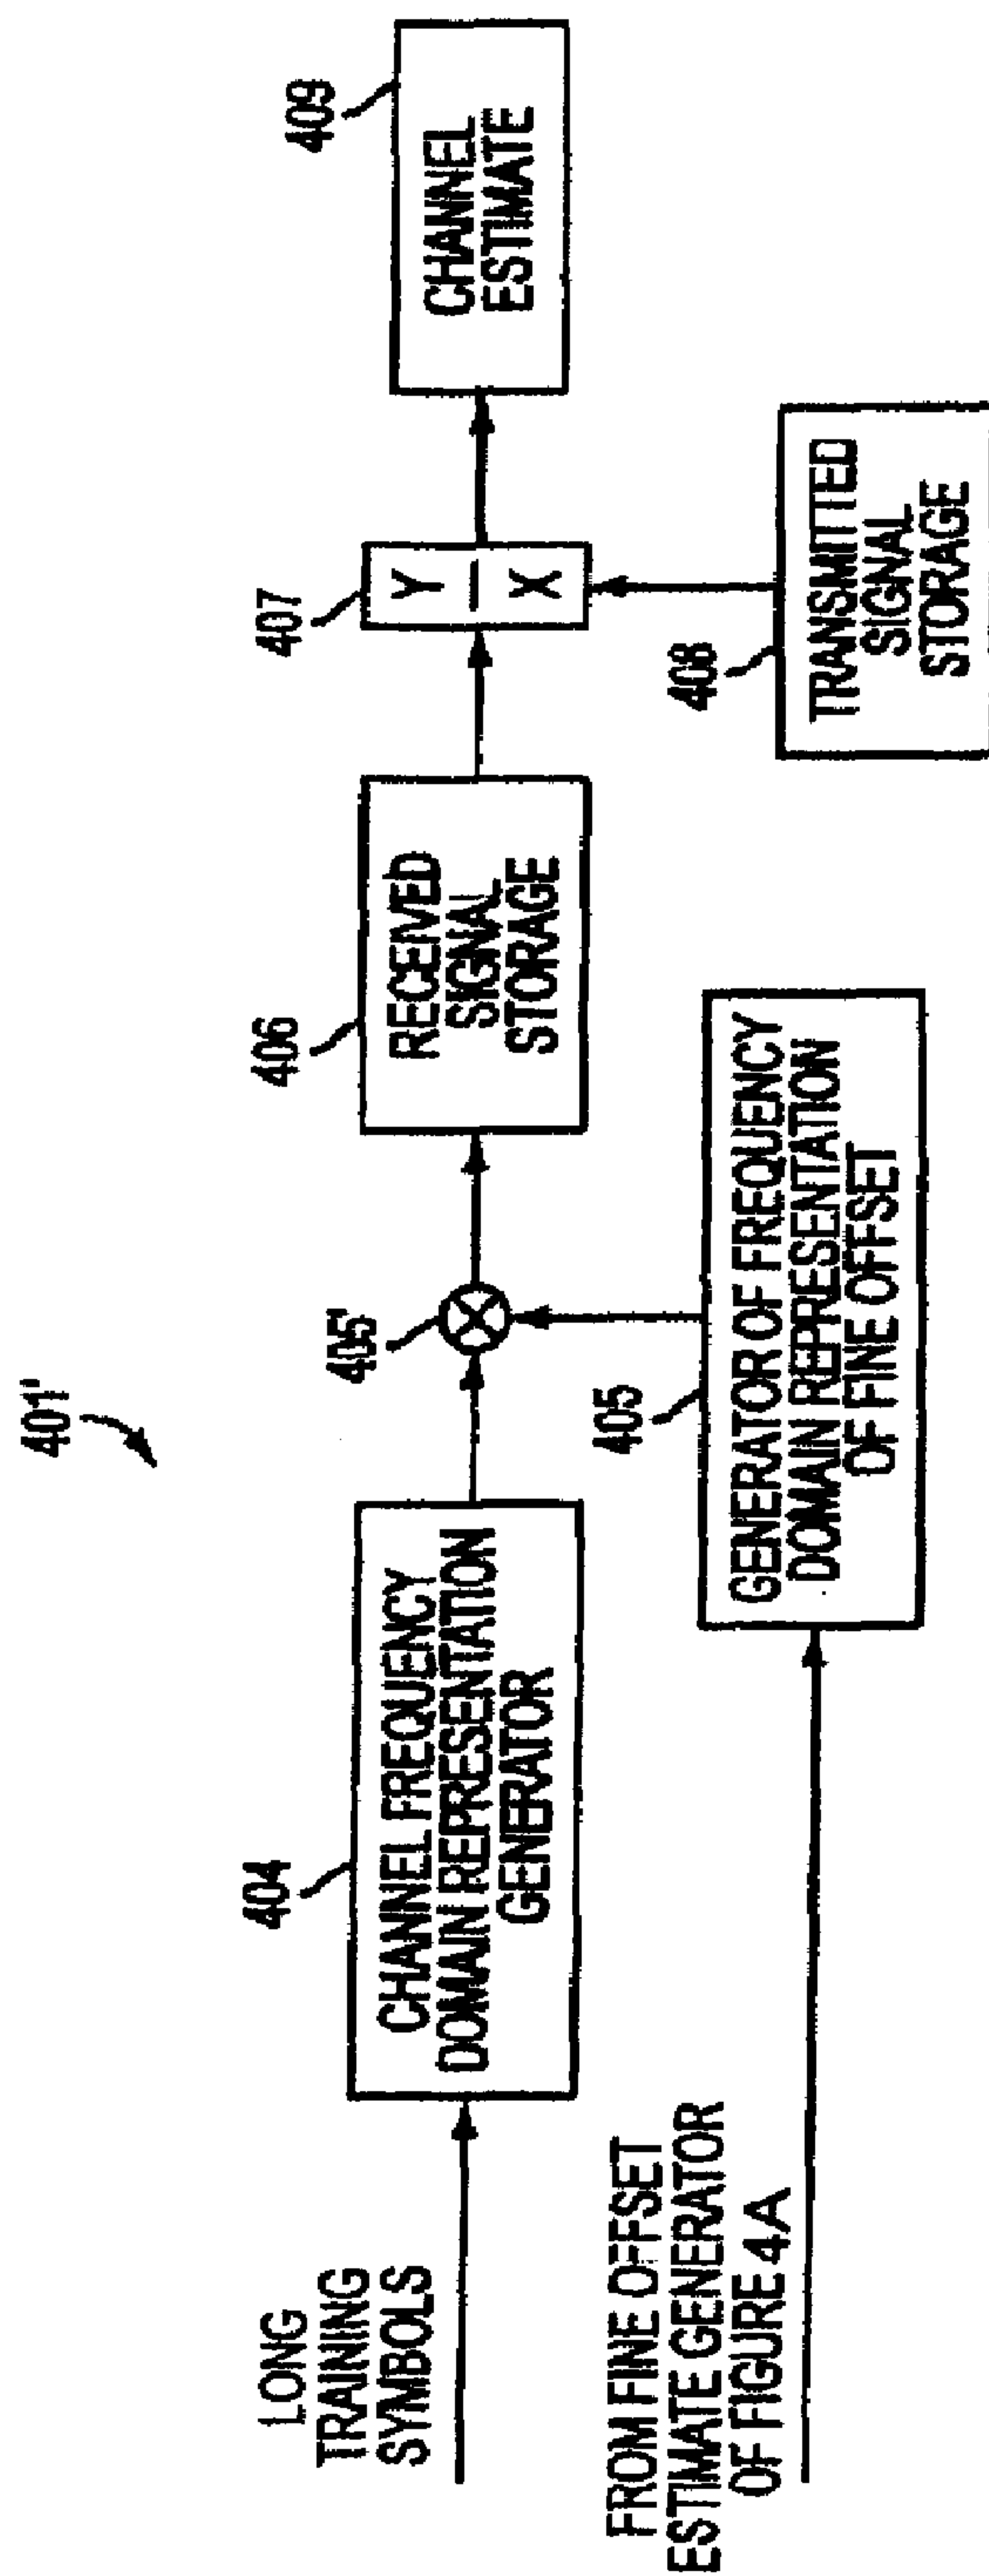 401'
LONG
TRAINING
SYMBOLS
404
CHANNEL FREQUENCY
DOMAIN REPRESENTATION
GENERATOR
405'
406
RECEIVED
SIGNAL
STORAGE
407
Y
X
409
CHANNEL
ESTIMATE
FROM FINE OFFSET
ESTIMATE GENERATOR
OF FIGURE 4A
405
GENERATOR OF FREQUENCY
DOMAIN REPRESENTATION
OF FINE OFFSET
408
TRANSMITTED
SIGNAL
STORAGE